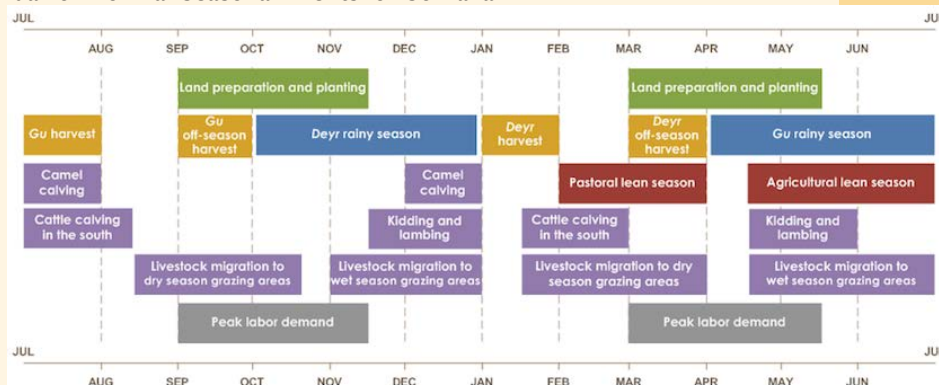 JUL
AUG SEP OCT NOV DEC JAN FEB MAR APR MAY JUN
Land preparation and planting
Land preparation and planting
Gu harvest
Gu
off-season
harvest
Deyr rainy season
Deyr
harvest
Deyr
off-season
harvest
Gu rainy season
Camel
calving
Camel
calving
Pastoral lean season
Agricultural lean season
Cattle calving
in the south
Kidding and
lambing
Cattle calving
in the south
Kidding and
lambing
Livestock migration to
dry season grazing areas
Livestock migration to
wet season grazing areas
Livestock migration to dry
season grazing areas
Livestock migration to
wet season grazing areas
Peak labor demand
Peak labor demand
JUL
AUG SEP OCT NOV DEC JAN FEB MAR APR MAY JUN